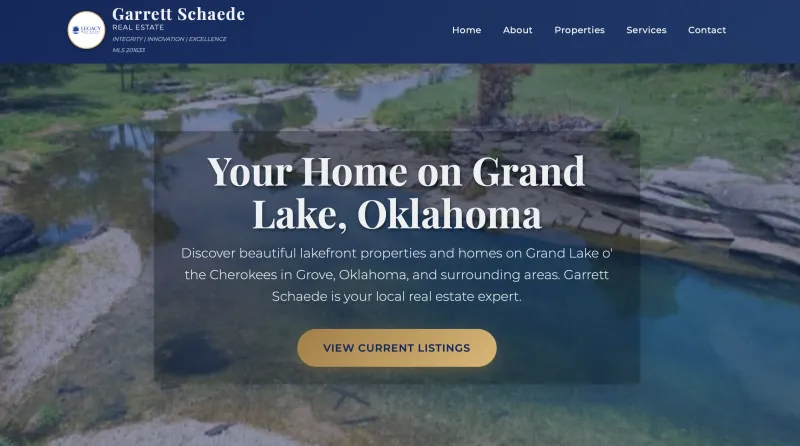 Garrett Schaede
REAL ESTATE
INTEGRITY | INNOVATION | EXCELLENCE
MLS 201633
LEGACY
Home About Properties Services Contact
Your Home on Grand
Lake, Oklahoma
Discover beautiful lakefront properties and homes on Grand Lake o'
the Cherokees in Grove, Oklahoma, and surrounding areas. Garrett
Schaede is your local real estate expert.
VIEW CURRENT LISTINGS